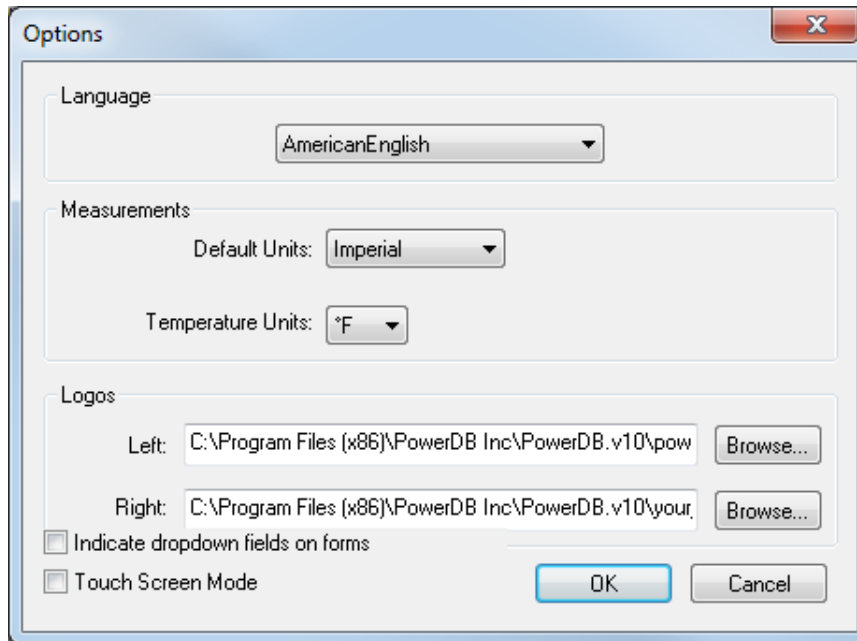 Options
Language
AmericanEnglish
Measurements
Default Units: Imperial
Temperature Units: °F
Logos
Left: C:\Program Files (x86)\PowerDB Inc\PowerDB.v10\pow Browse...
Right: C:\Program Files (x86)\PowerDB Inc\PowerDB.v10\your_ Browse...
Indicate dropdown fields on forms
Touch Screen Mode OK Cancel